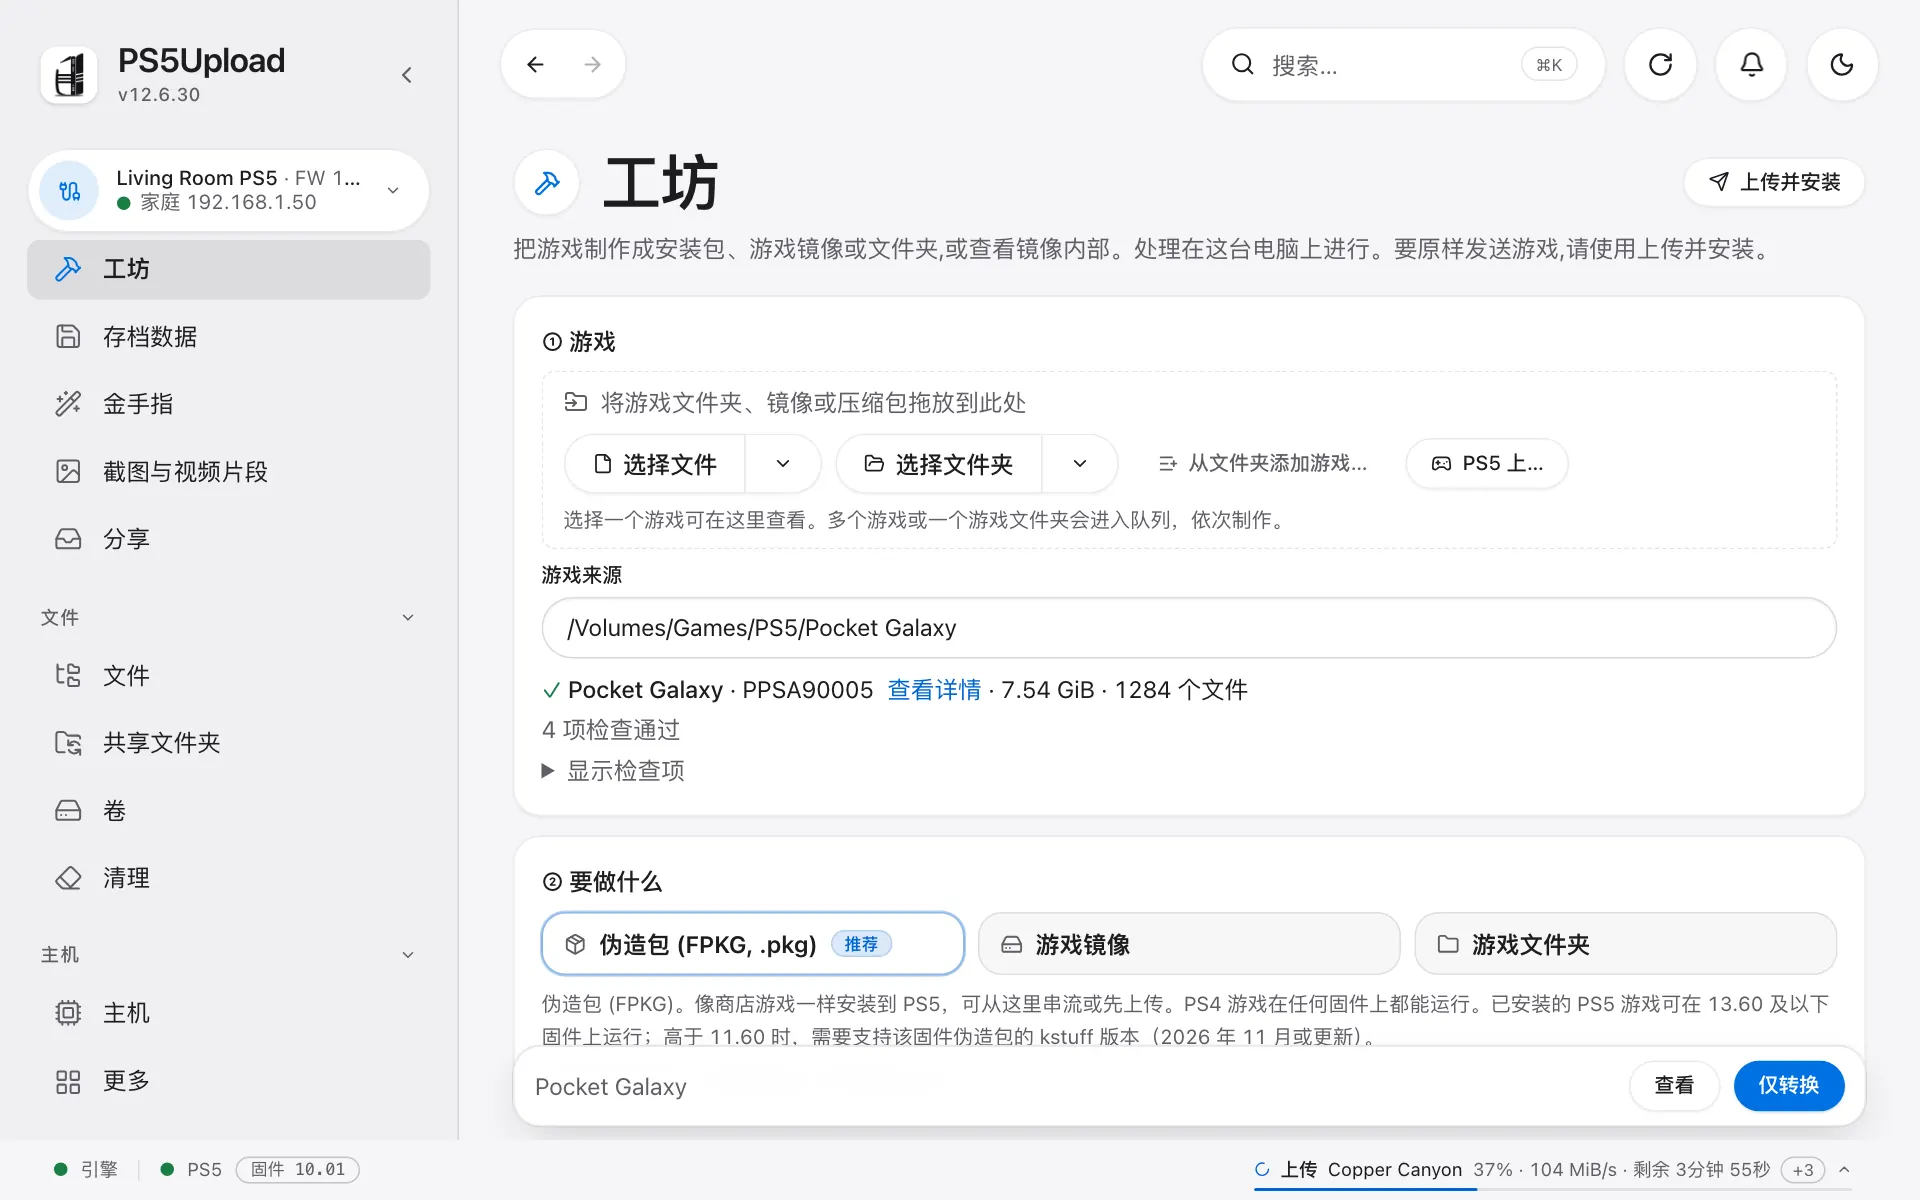 PS5Upload
v12.6.30
Living Room PS5 · FW 1...
家庭 192.168.1.50
工坊
存档数据
金手指
截图与视频片段
分享
文件
文件
共享文件夹
卷
清理
主机
主机
更多
搜索...
⌘K
工坊
上传并安装
把游戏制作成安装包、游戏镜像或文件夹,或查看镜像内部。处理在这台电脑上进行。要原样发送游戏,请使用上传并安装。
① 游戏
将游戏文件夹、镜像或压缩包拖放到此处
选择文件
选择文件夹
从文件夹添加游戏...
PS5 上...
选择一个游戏可在这里查看。多个游戏或一个游戏文件夹会进入队列，依次制作。
游戏来源
/Volumes/Games/PS5/Pocket Galaxy
✓ Pocket Galaxy · PPSA90005 查看详情 · 7.54 GiB · 1284 个文件
4 项检查通过
▶ 显示检查项
② 要做什么
伪造包 (FPKG, .pkg) 推荐
游戏镜像
游戏文件夹
伪造包 (FPKG)。像商店游戏一样安装到 PS5，可从这里串流或先上传。PS4 游戏在任何固件上都能运行。已安装的 PS5 游戏可在 13.60 及以下
固件上运行；高于 11.60 时，需要支持该固件伪造包的 kstuff 版本（2026 年 11 月或更新）。
Pocket Galaxy
查看
仅转换
引擎
PS5
固件 10.01
上传 Copper Canyon 37% · 104 MiB/s · 剩余 3分钟 55秒 +3